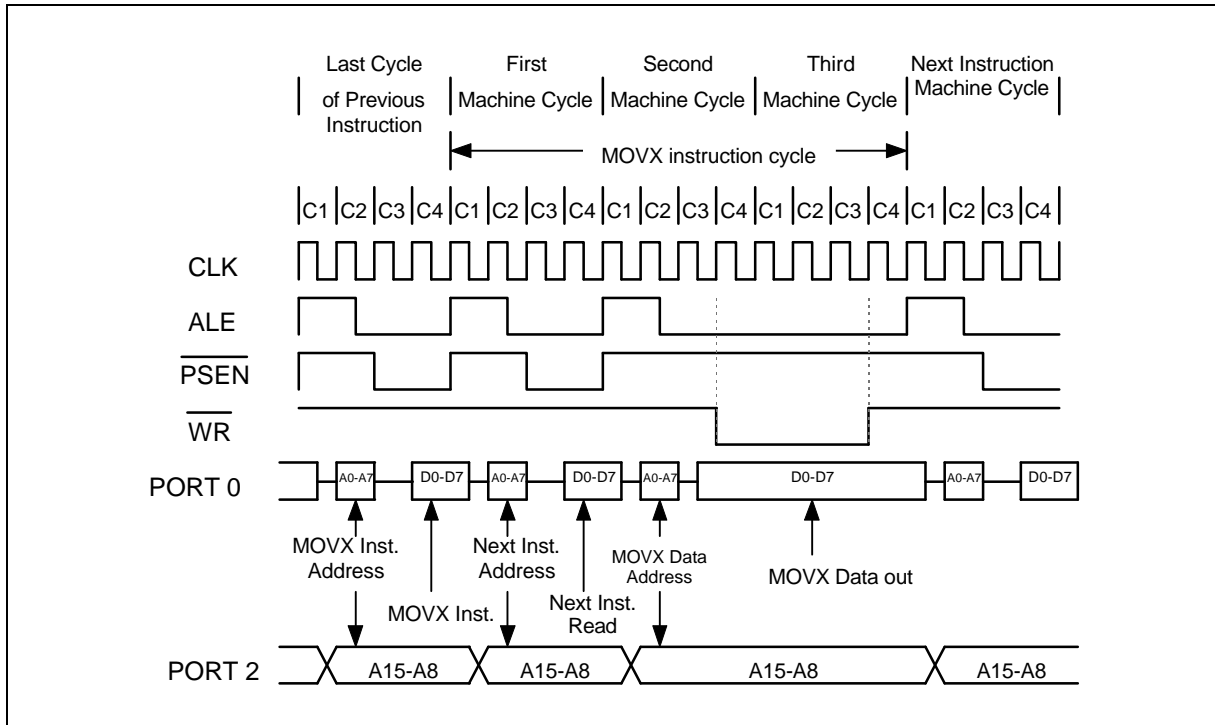 Last Cycle
of Previous
Instruction
First
Machine Cycle
Second
Machine Cycle
Third
Machine Cycle
Next Instruction
Machine Cycle
MOVX instruction cycle
C1 C2 C3 C4 C1 C2 C3 C4 C1 C2 C3 C4 C1 C2 C3 C4 C1 C2 C3 C4
CLK
ALE
PSEN
WR
PORT 0
A0-A7 D0-D7 A0-A7 D0-D7 A0-A7 D0-D7 A0-A7 D0-D7
MOVX Inst.
Address
MOVX Inst.
Next Inst.
Address
Next Inst.
Read
MOVX Data
Address
MOVX Data out
PORT 2
A15-A8 A15-A8 A15-A8 A15-A8